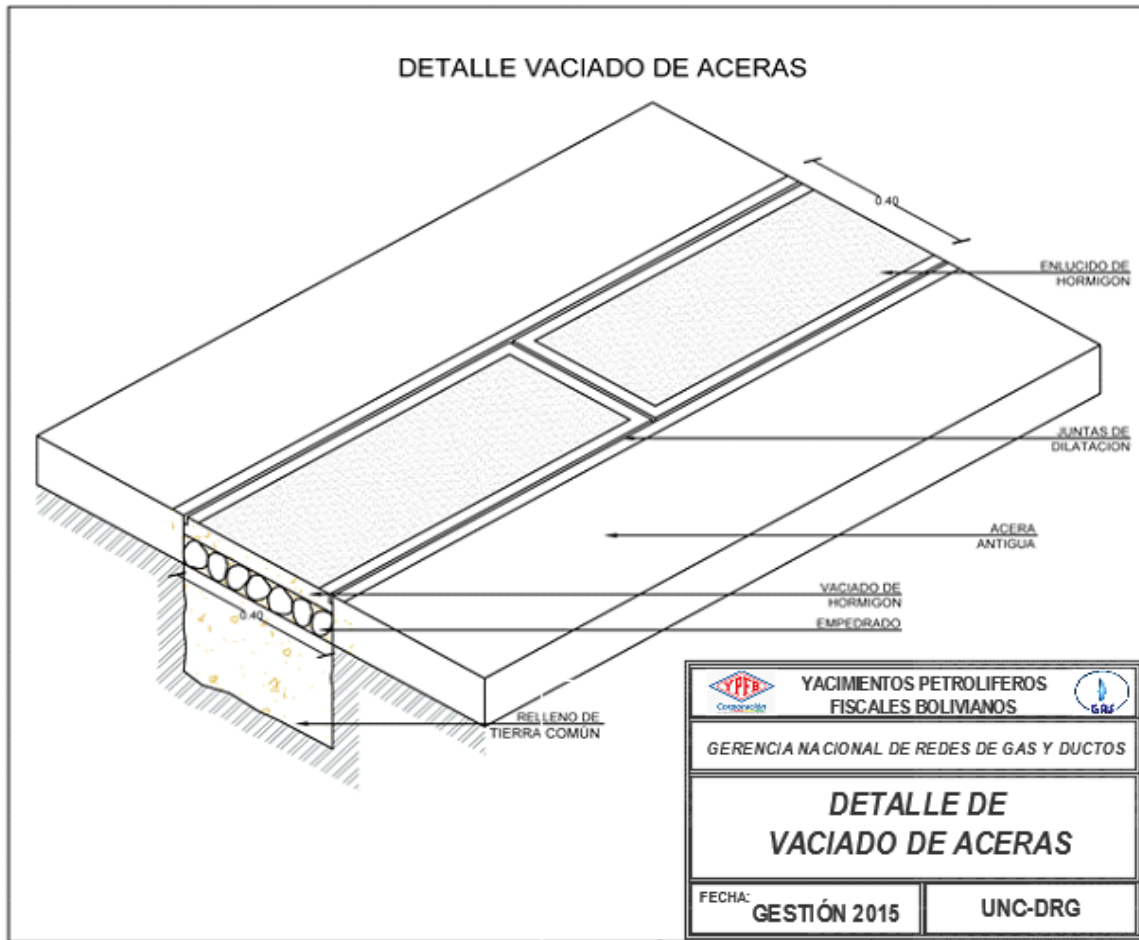 DETALLE VACIADO DE ACERAS
0.40
ENLUCIDO DE
HORMIGON
JUNTAS DE
DILATACION
ACERA
ANTIGUA
VACIADO DE
HORMIGON
EMPEDRADO
0.40
RELLENO DE
TIERRA COMÚN
YPFB
Corporación
YACIMIENTOS PETROLIFEROS
FISCALES BOLIVIANOS
GAS
GERENCIA NACIONAL DE REDES DE GAS Y DUCTOS
DETALLE DE
VACIADO DE ACERAS
FECHA: GESTIÓN 2015
UNC-DRG